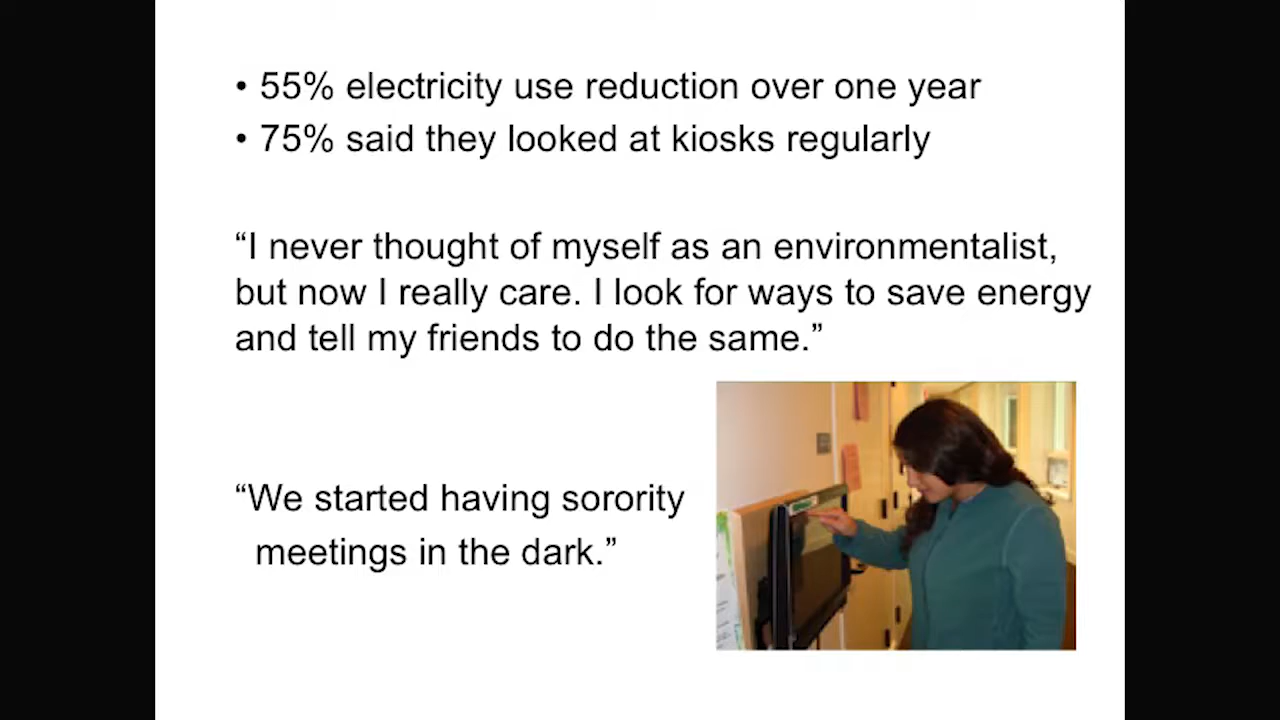 • 55% electricity use reduction over one year
• 75% said they looked at kiosks regularly
“I never thought of myself as an environmentalist,
but now I really care. I look for ways to save energy
and tell my friends to do the same.”
“We started having sorority
meetings in the dark.”